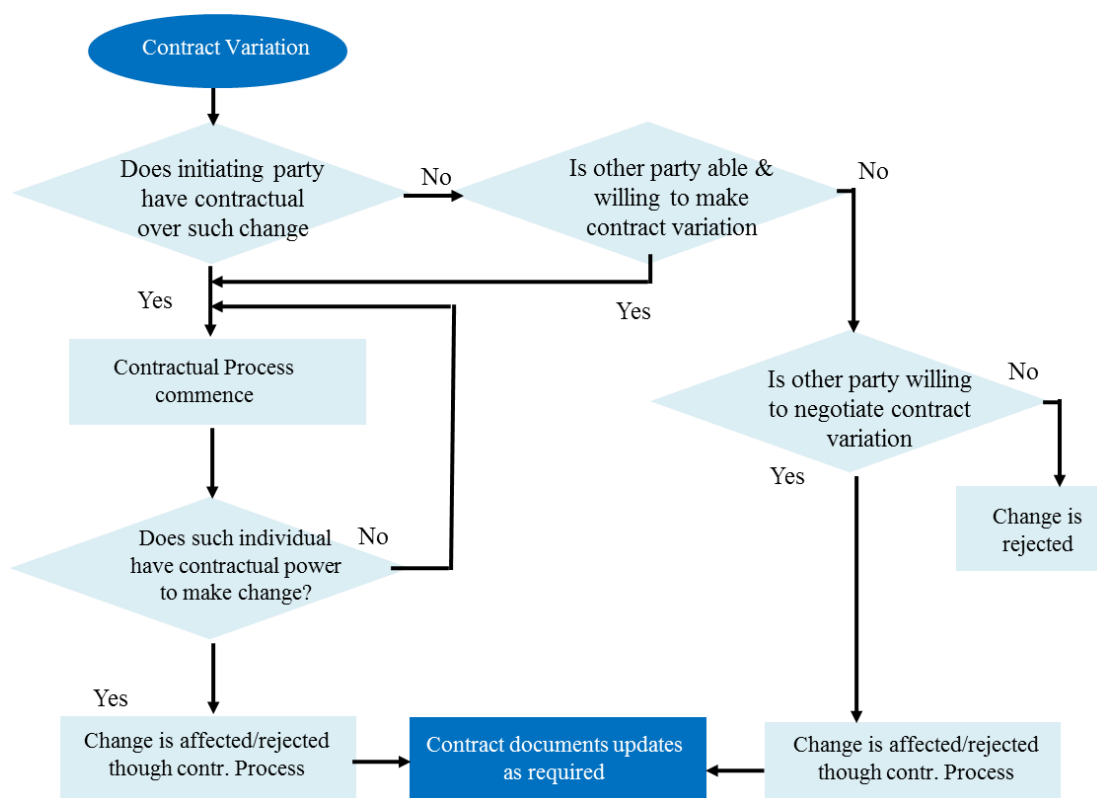 Contract Variation
Does initiating party
have contractual
over such change
No
Is other party able &
willing to make
contract variation
No
Yes
Yes
Contractual Process
commence
Is other party willing
to negotiate contract
variation
No
Yes
Change is
rejected
Does such individual
have contractual power
to make change?
No
Yes
Change is affected/rejected
though contr. Process
Contract documents updates
as required
Change is affected/rejected
though contr. Process